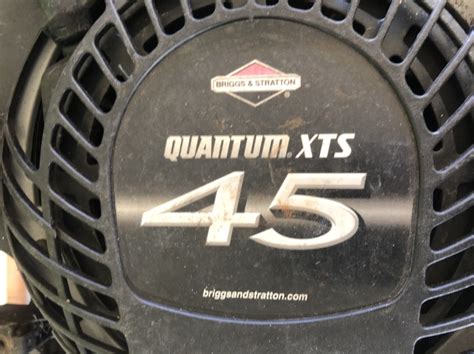 BRIGGS & STRATTON
QUANTUM XTS
45
briggsandstratton.com